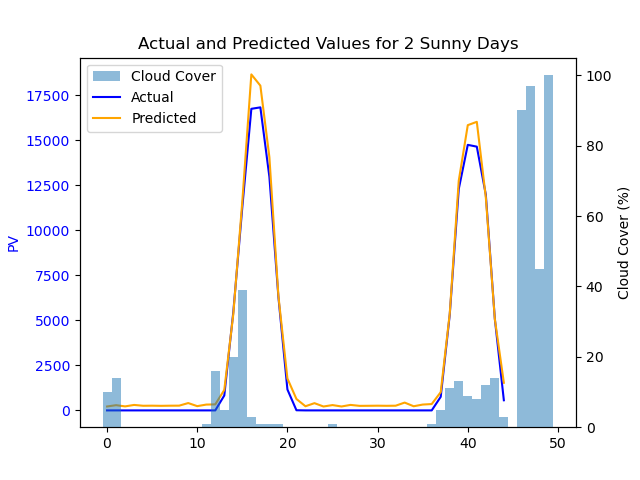 Actual and Predicted Values for 2 Sunny Days
Cloud Cover
Actual
Predicted
17500
15000
12500
10000
7500
5000
2500
0
PV
100
80
60
40
20
0
Cloud Cover (%)
0 10 20 30 40 50